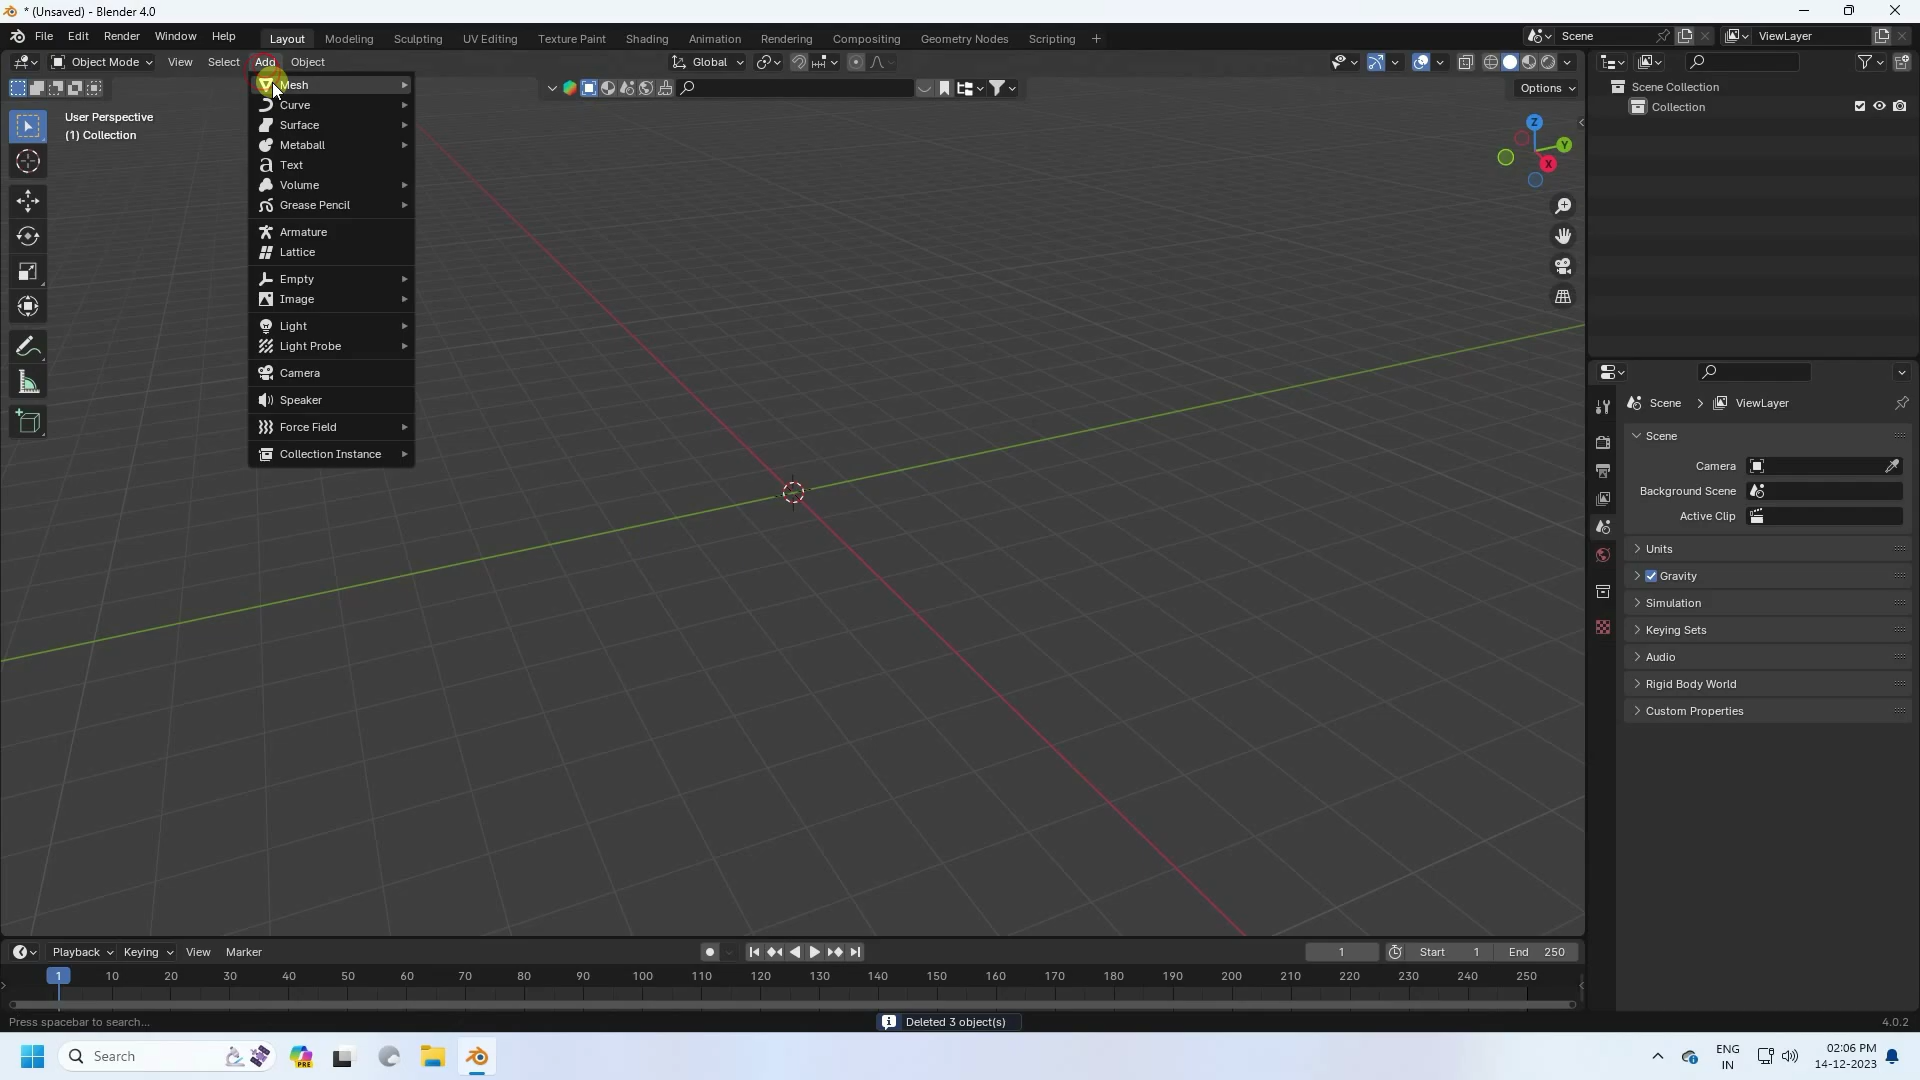 * (Unsaved) - Blender 4.0
File Edit Render Window Help Layout Modeling Sculpting UV Editing Texture Paint Shading Animation Rendering Compositing Geometry Nodes Scripting + Scene ViewLayer
Object Mode View Select Add Object Global
Options
User Perspective
(1) Collection
Mesh
Curve
Surface
Metaball
Text
Volume
Grease Pencil
Armature
Lattice
Empty
Image
Light
Light Probe
Camera
Speaker
Force Field
Collection Instance
Z
Y
X
Scene Collection
Collection
Scene > ViewLayer
Scene
Camera
Background Scene
Active Clip
Units
Gravity
Simulation
Keying Sets
Audio
Rigid Body World
Custom Properties
Playback Keying View Marker 1 Start 1 End 250
1 10 20 30 40 50 60 70 80 90 100 110 120 130 140 150 160 170 180 190 200 210 220 230 240 250
Press spacebar to search... Deleted 3 object(s) 4.0.2
Search PRE ENG 02:06 PM
IN 14-12-2023